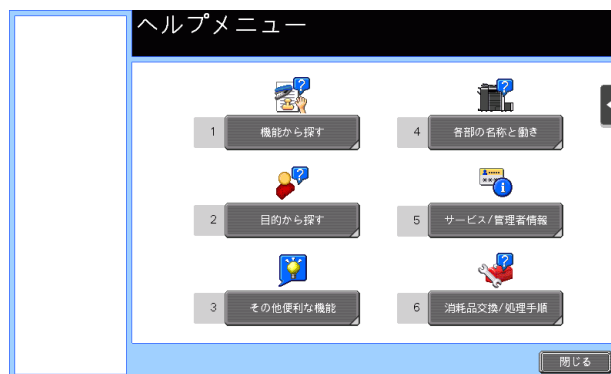 ヘルプメニュー
1 機能から探す
4 各部の名称と働き
2 目的から探す
5 サービス/管理者情報
3 その他便利な機能
6 消耗品交換/処理手順
閉じる